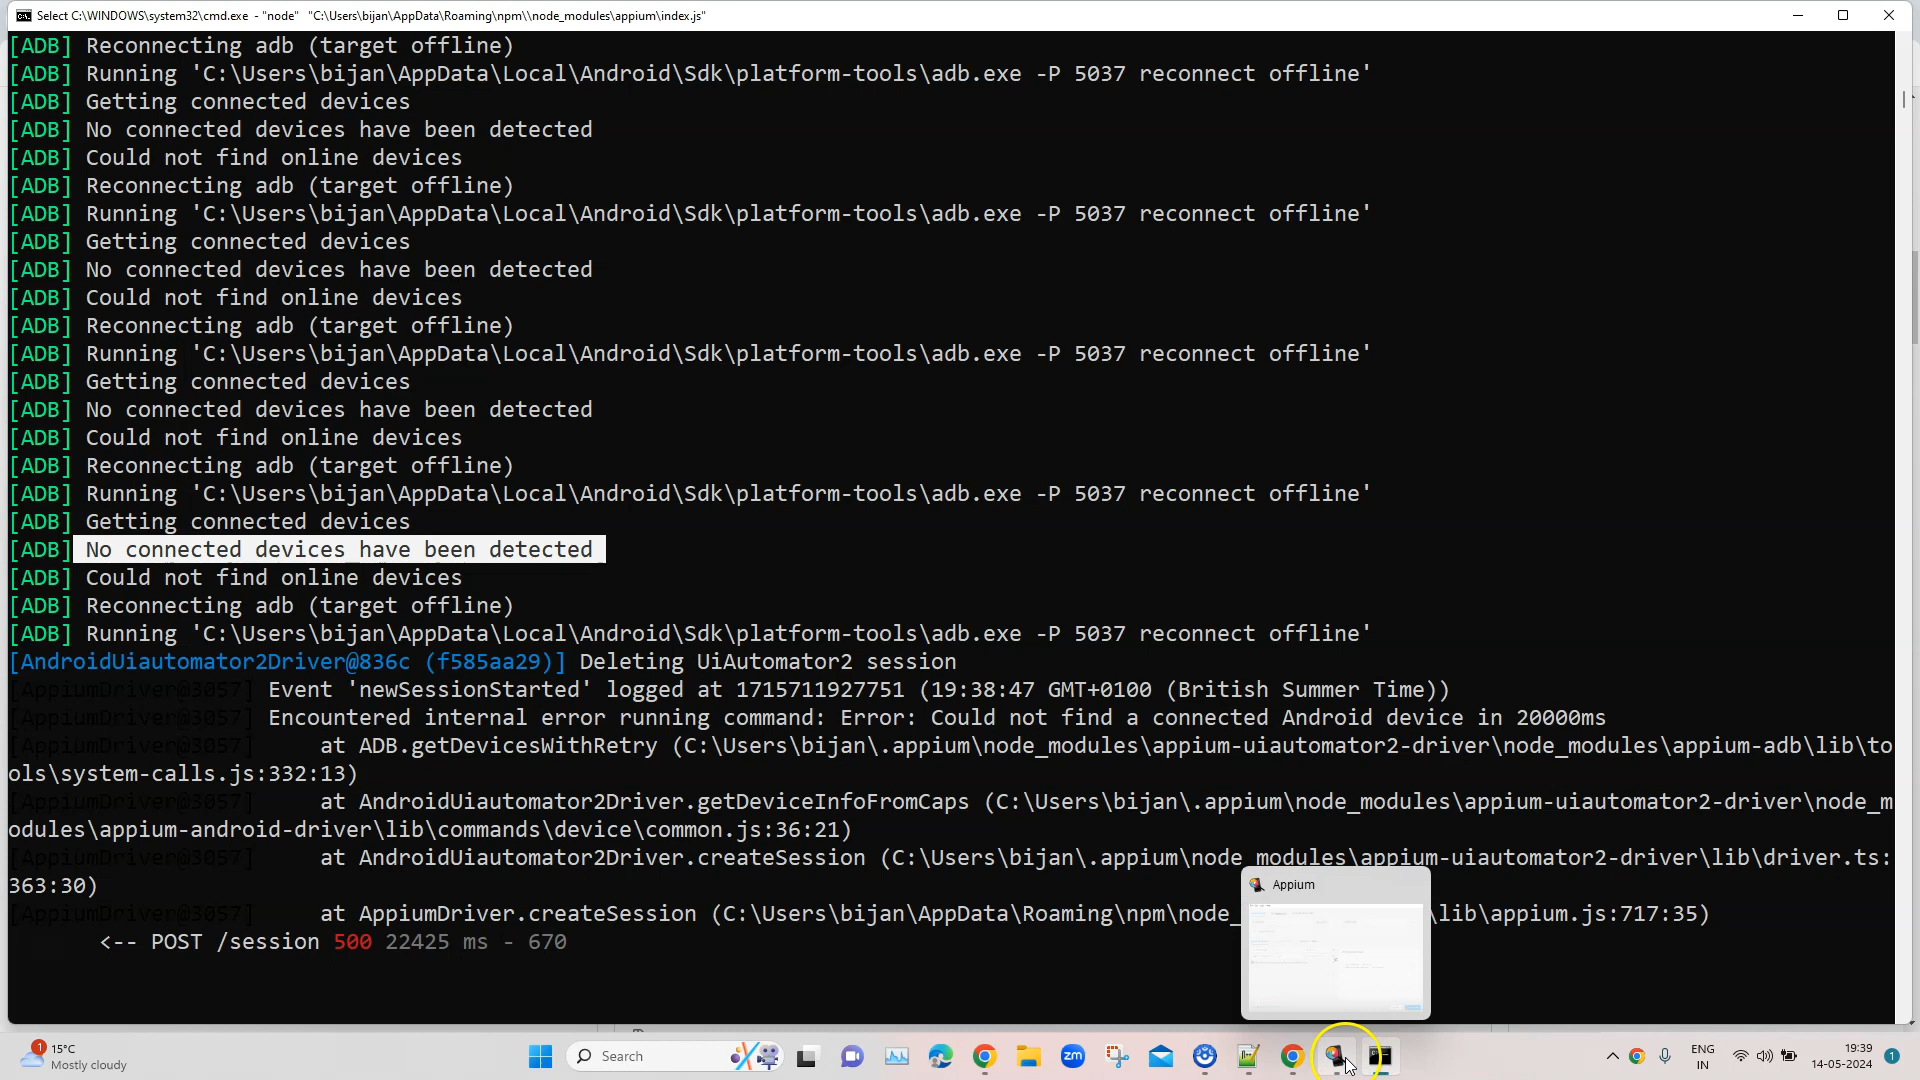 Select C:\WINDOWS\system32\cmd.exe - "node" "C:\Users\bijan\AppData\Roaming\npm\\node_modules\appium\index.js"
[ADB] Reconnecting adb (target offline)
[ADB] Running 'C:\Users\bijan\AppData\Local\Android\Sdk\platform-tools\adb.exe -P 5037 reconnect offline'
[ADB] Getting connected devices
[ADB] No connected devices have been detected
[ADB] Could not find online devices
[ADB] Reconnecting adb (target offline)
[ADB] Running 'C:\Users\bijan\AppData\Local\Android\Sdk\platform-tools\adb.exe -P 5037 reconnect offline'
[ADB] Getting connected devices
[ADB] No connected devices have been detected
[ADB] Could not find online devices
[ADB] Reconnecting adb (target offline)
[ADB] Running 'C:\Users\bijan\AppData\Local\Android\Sdk\platform-tools\adb.exe -P 5037 reconnect offline'
[ADB] Getting connected devices
[ADB] No connected devices have been detected
[ADB] Could not find online devices
[ADB] Reconnecting adb (target offline)
[ADB] Running 'C:\Users\bijan\AppData\Local\Android\Sdk\platform-tools\adb.exe -P 5037 reconnect offline'
[ADB] Getting connected devices
[ADB] No connected devices have been detected
[ADB] Could not find online devices
[ADB] Reconnecting adb (target offline)
[ADB] Running 'C:\Users\bijan\AppData\Local\Android\Sdk\platform-tools\adb.exe -P 5037 reconnect offline'
[AndroidUiautomator2Driver@836c (f585aa29)] Deleting UiAutomator2 session
[AppiumDriver@3057] Event 'newSessionStarted' logged at 1715711927751 (19:38:47 GMT+0100 (British Summer Time))
[AppiumDriver@3057] Encountered internal error running command: Error: Could not find a connected Android device in 20000ms
[AppiumDriver@3057] at ADB.getDevicesWithRetry (C:\Users\bijan\.appium\node_modules\appium-uiautomator2-driver\node_modules\appium-adb\lib\to
ols\system-calls.js:332:13)
[AppiumDriver@3057] at AndroidUiautomator2Driver.getDeviceInfoFromCaps (C:\Users\bijan\.appium\node_modules\appium-uiautomator2-driver\node_m
odules\appium-android-driver\lib\commands\device\common.js:36:21)
[AppiumDriver@3057] at AndroidUiautomator2Driver.createSession (C:\Users\bijan\.appium\node_modules\appium-uiautomator2-driver\lib\driver.ts:
363:30)
Appium
[AppiumDriver@3057] at AppiumDriver.createSession (C:\Users\bijan\AppData\Roaming\npm\node_ \lib\appium.js:717:35)
<-- POST /session 500 22425 ms - 670
1
15°C
Mostly cloudy
Search
zm
ENG
IN
19:39
14-05-2024
1